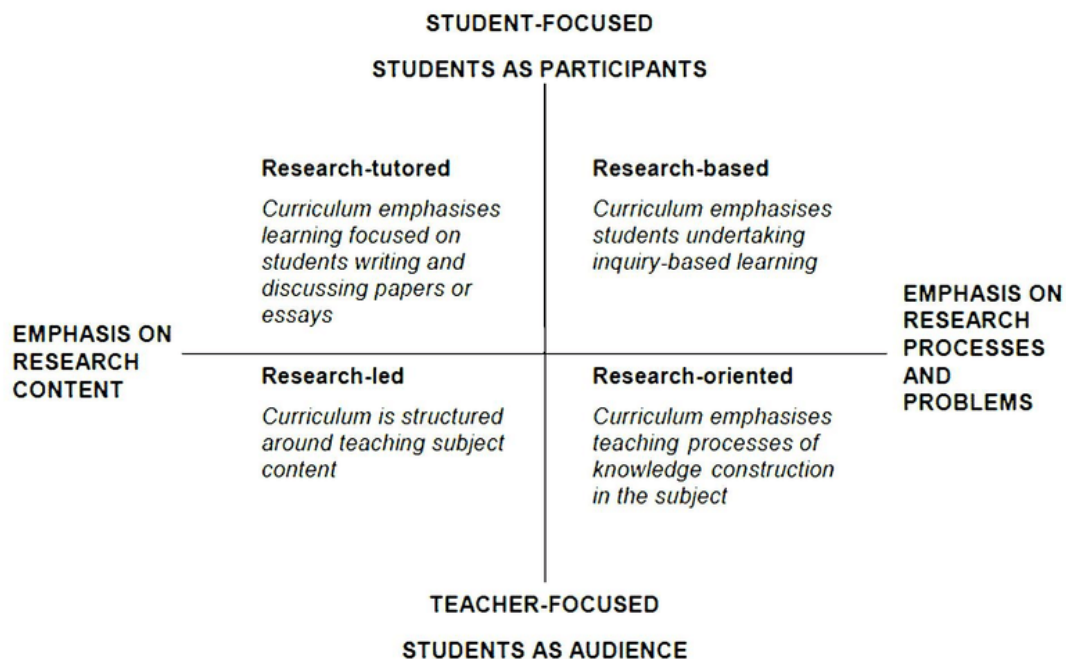 STUDENT-FOCUSED
STUDENTS AS PARTICIPANTS
Research-tutored
Curriculum emphasises
learning focused on
students writing and
discussing papers or
essays
Research-based
Curriculum emphasises
students undertaking
inquiry-based learning
EMPHASIS ON
RESEARCH
CONTENT
EMPHASIS ON
RESEARCH
PROCESSES
AND
PROBLEMS
Research-led
Curriculum is structured
around teaching subject
content
Research-oriented
Curriculum emphasises
teaching processes of
knowledge construction
in the subject
TEACHER-FOCUSED
STUDENTS AS AUDIENCE